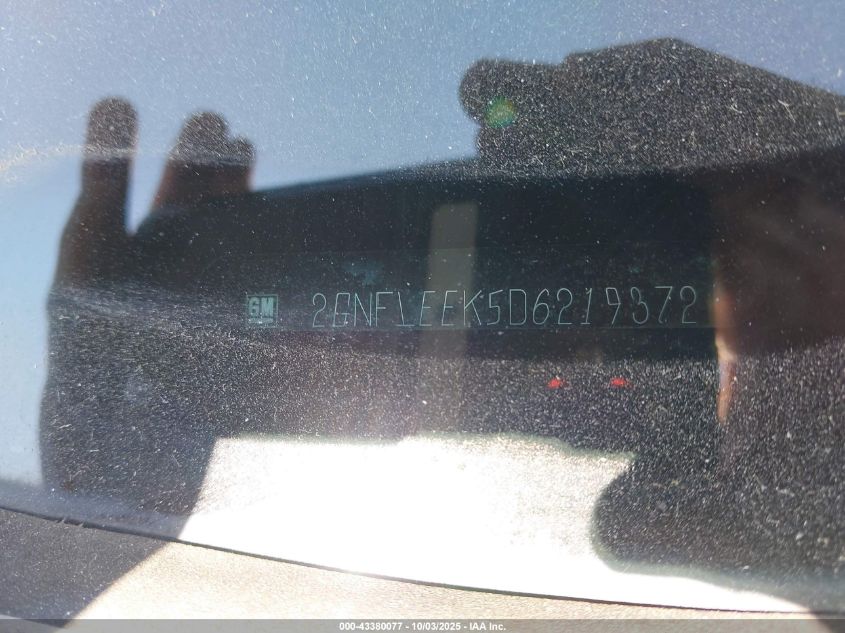 GM 2GNFLEEK5D6219372
000-43380077 - 10/03/2025 - IAA Inc.